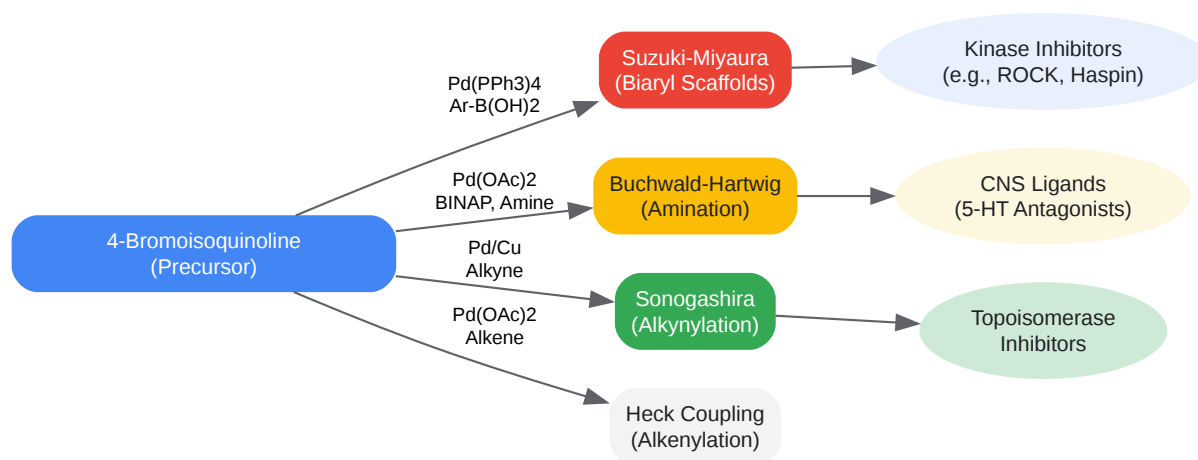 4-Bromoisoquinoline
(Precursor)
Pd(PPh3)4
Ar-B(OH)2
Suzuki-Miyaura
(Biaryl Scaffolds)
Kinase Inhibitors
(e.g., ROCK, Haspin)
Pd(OAc)2
BINAP, Amine
Buchwald-Hartwig
(Amination)
CNS Ligands
(5-HT Antagonists)
Pd/Cu
Alkyne
Sonogashira
(Alkynylation)
Topoisomerase
Inhibitors
Pd(OAc)2
Alkene
Heck Coupling
(Alkenylation)